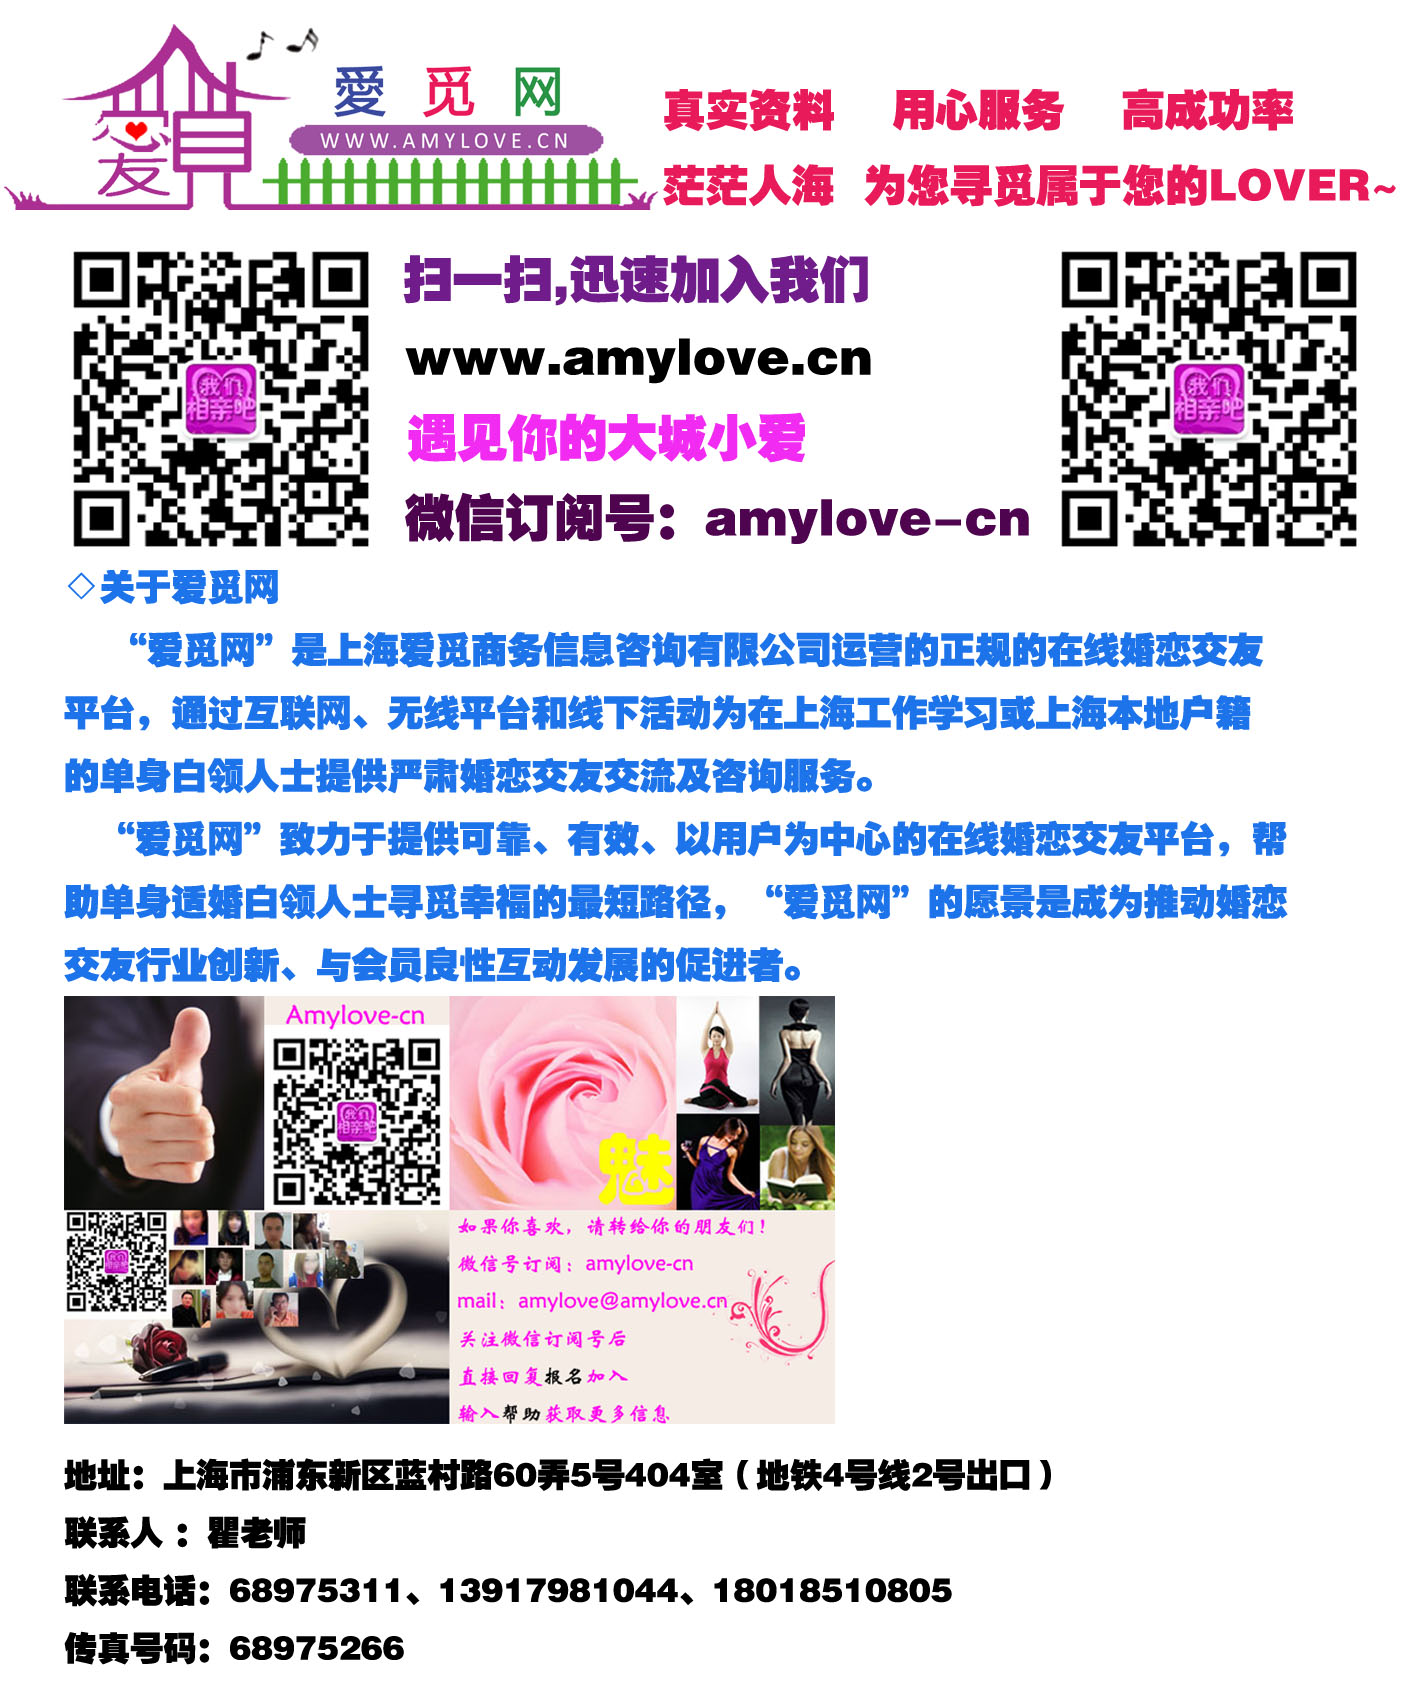 愛觅网
WWW.AMYLOVE.CN
真实资料 用心服务 高成功率
茫茫人海 为您寻觅属于您的LOVER~
扫一扫,迅速加入我们
www.amylove.cn
遇见你的大城小爱
微信订阅号：amylove-cn
我们
相亲吧
我们
相亲吧
◇关于爱觅网
“爱觅网”是上海爱觅商务信息咨询有限公司运营的正规的在线婚恋交友
平台，通过互联网、无线平台和线下活动为在上海工作学习或上海本地户籍
的单身白领人士提供严肃婚恋交友交流及咨询服务。
“爱觅网”致力于提供可靠、有效、以用户为中心的在线婚恋交友平台，帮
助单身适婚白领人士寻觅幸福的最短路径，“爱觅网”的愿景是成为推动婚恋
交友行业创新、与会员良性互动发展的促进者。
Amylove-cn
我们
相亲吧
魅
我们
相亲吧
如果你喜欢，请转给你的朋友们！
微信号订阅：amylove-cn
mail：amylove@amylove.cn
关注微信订阅号后
直接回复报名加入
输入帮助获取更多信息
地址：上海市浦东新区蓝村路60弄5号404室（地铁4号线2号出口）
联系人 ：瞿老师
联系电话：68975311、13917981044、18018510805
传真号码：68975266